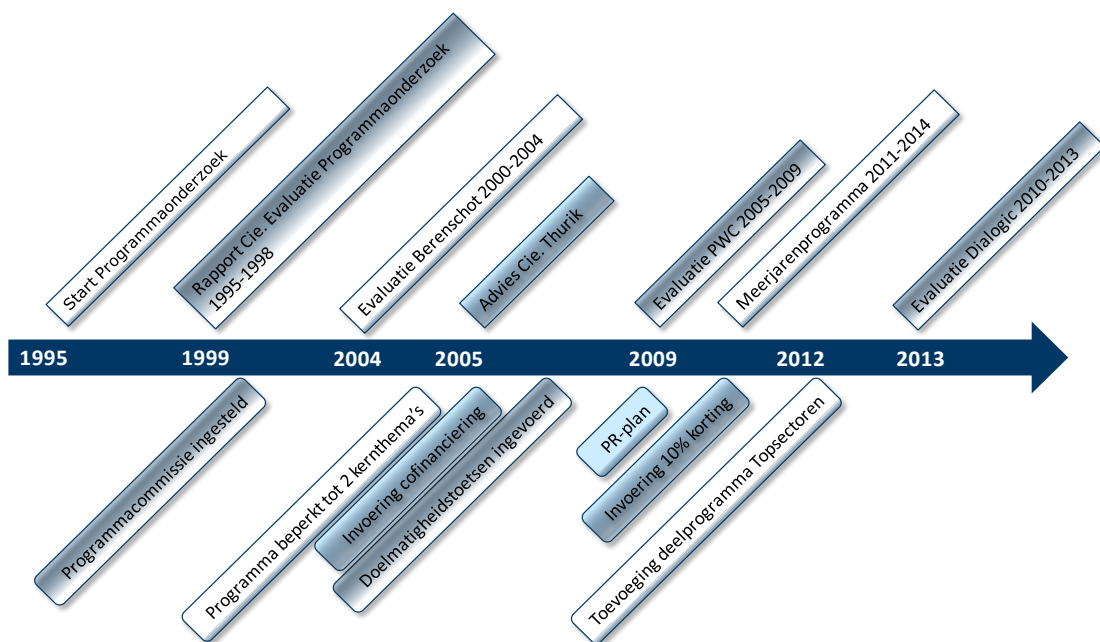 Start Programmaonderzoek
Rapport Cie. Evaluatie Programmaonderzoek
1995-1998
Evaluatie Berenschot 2000-2004
Advies Cie. Thurik
Evaluatie PWC 2005-2009
Meerjarenprogramma 2011-2014
Evaluatie Dialogic 2010-2013
1995
1999
2004
2005
2009
2012
2013
Programmacommissie ingesteld
Programma beperkt tot 2 kernthema's
Invoering cofinanciering
Doelmatigheidstoetsen ingevoerd
PR-plan
Invoering 10% korting
Toevoeging deelprogramma Topsectoren